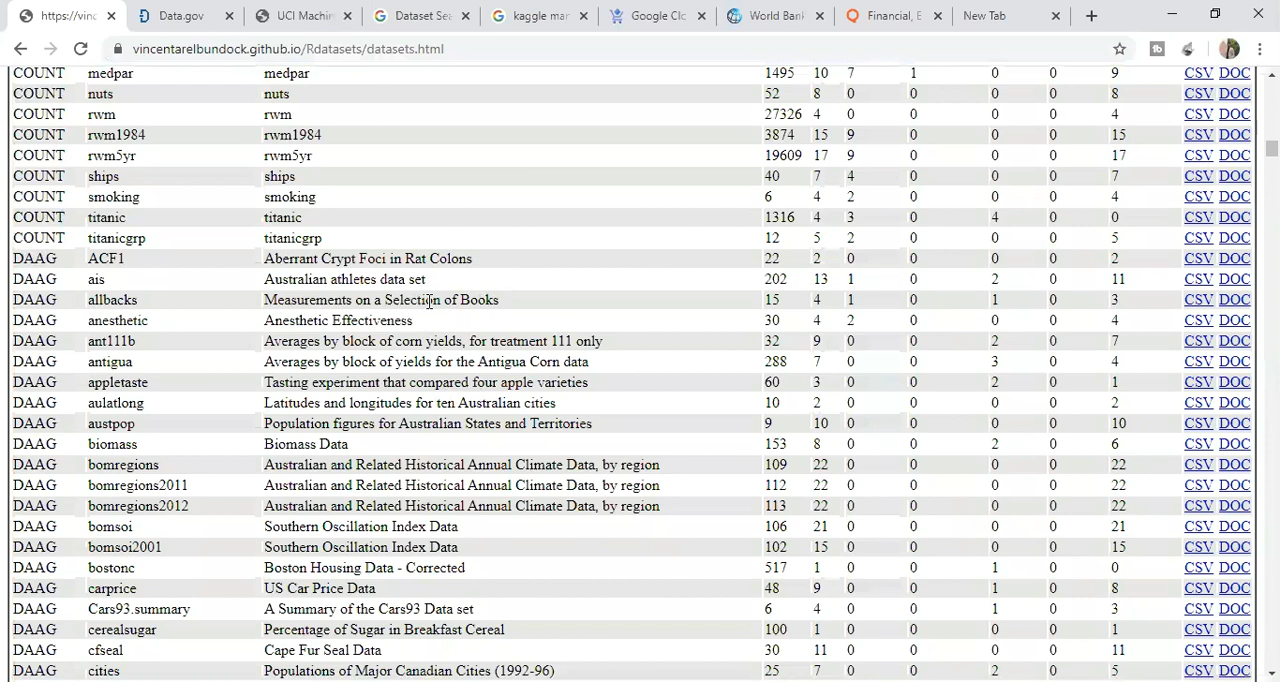 https://vinc Data.gov UCI Machin Dataset Sea kaggle mar Google Clo World Bank Financial, E New Tab
vincentarelbundock.github.io/Rdatasets/datasets.html
COUNT medpar medpar 1495 10 7 1 0 0 9 CSV DOC
COUNT nuts nuts 52 8 0 0 0 0 8 CSV DOC
COUNT rwm rwm 27326 4 0 0 0 0 4 CSV DOC
COUNT rwm1984 rwm1984 3874 15 9 0 0 0 15 CSV DOC
COUNT rwm5yr rwm5yr 19609 17 9 0 0 0 17 CSV DOC
COUNT ships ships 40 7 4 0 0 0 7 CSV DOC
COUNT smoking smoking 6 4 2 0 0 0 4 CSV DOC
COUNT titanic titanic 1316 4 3 0 4 0 0 CSV DOC
COUNT titanicgrp titanicgrp 12 5 2 0 0 0 5 CSV DOC
DAAG ACF1 Aberrant Crypt Foci in Rat Colons 22 2 0 0 0 0 2 CSV DOC
DAAG ais Australian athletes data set 202 13 1 0 2 0 11 CSV DOC
DAAG allbacks Measurements on a Selection of Books 15 4 1 0 1 0 3 CSV DOC
DAAG anesthetic Anesthetic Effectiveness 30 4 2 0 0 0 4 CSV DOC
DAAG ant111b Averages by block of corn yields, for treatment 111 only 32 9 0 0 2 0 7 CSV DOC
DAAG antigua Averages by block of yields for the Antigua Corn data 288 7 0 0 3 0 4 CSV DOC
DAAG appletaste Tasting experiment that compared four apple varieties 60 3 0 0 2 0 1 CSV DOC
DAAG aulatlong Latitudes and longitudes for ten Australian cities 10 2 0 0 0 0 2 CSV DOC
DAAG austpop Population figures for Australian States and Territories 9 10 0 0 0 0 10 CSV DOC
DAAG biomass Biomass Data 153 8 0 0 2 0 6 CSV DOC
DAAG bomregions Australian and Related Historical Annual Climate Data, by region 109 22 0 0 0 0 22 CSV DOC
DAAG bomregions2011 Australian and Related Historical Annual Climate Data, by region 112 22 0 0 0 0 22 CSV DOC
DAAG bomregions2012 Australian and Related Historical Annual Climate Data, by region 113 22 0 0 0 0 22 CSV DOC
DAAG bomsoi Southern Oscillation Index Data 106 21 0 0 0 0 21 CSV DOC
DAAG bomsoi2001 Southern Oscillation Index Data 102 15 0 0 0 0 15 CSV DOC
DAAG bostonc Boston Housing Data - Corrected 517 1 0 0 1 0 0 CSV DOC
DAAG carprice US Car Price Data 48 9 0 0 1 0 8 CSV DOC
DAAG Cars93.summary A Summary of the Cars93 Data set 6 4 0 0 1 0 3 CSV DOC
DAAG cerealsugar Percentage of Sugar in Breakfast Cereal 100 1 0 0 0 0 1 CSV DOC
DAAG cfseal Cape Fur Seal Data 30 11 0 0 0 0 11 CSV DOC
DAAG cities Populations of Major Canadian Cities (1992-96) 25 7 0 0 2 0 5 CSV DOC